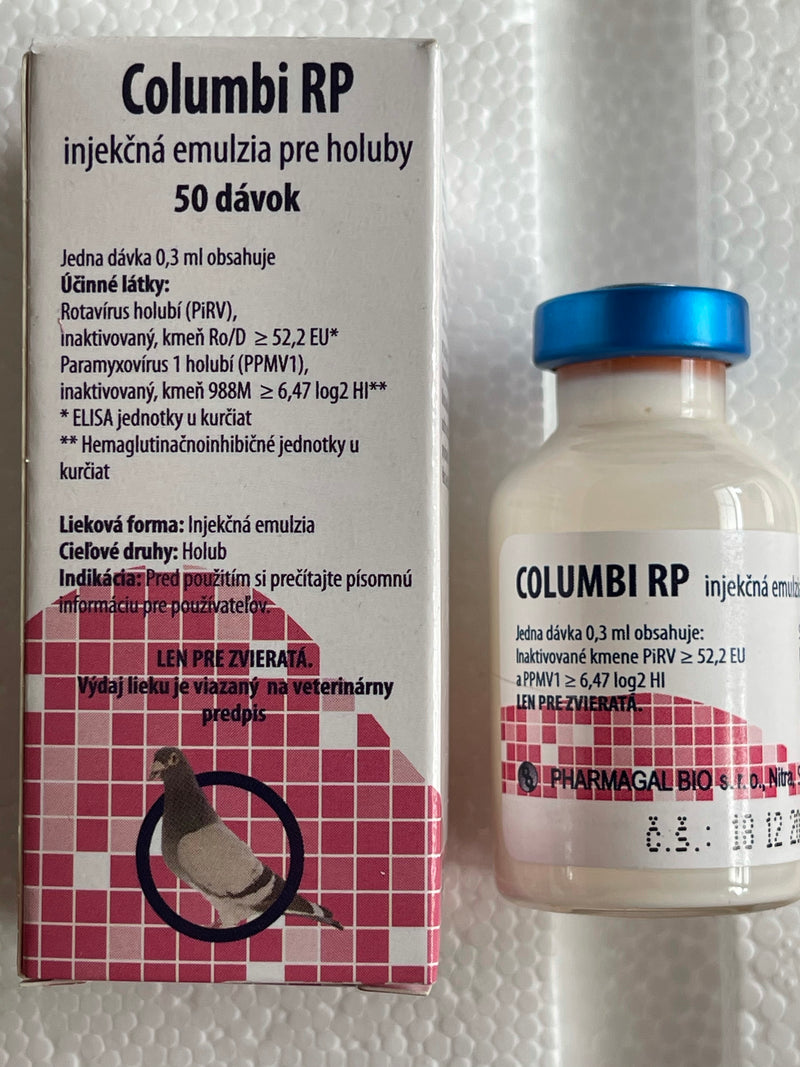 Columbi RP
injekčná emulzia pre holuby
50 dávok
Jedna dávka 0,3 ml obsahuje
Účinné látky:
Rotavírus holubí (PiRV),
inaktivovaný, kmeň Ro/D ≥ 52,2 EU*
Paramyxovírus 1 holubí (PPMV1),
inaktivovaný, kmeň 988M ≥ 6,47 log2 HI**
* ELISA jednotky u kurčiat
** Hemaglutinačnoinhibičné jednotky u
kurčiat
Lieková forma: Injekčná emulzia
Cieľové druhy: Holub
Indikácia: Pred použitím si prečítajte písomnú
informáciu pre používateľov.
LEN PRE ZVIERATÁ.
Výdaj lieku je viazaný na veterinárny
predpis
COLUMBI RP injekčná
Jedna dávka 0,3 ml obsahuje:
Inaktivované kmene PiRV ≥ 52,2 EU
a PPMV1 ≥ 6,47 log2 HI
LEN PRE ZVIERATÁ.
PHARMAGAL BIO s. r. o., Nitra,
č.š.: 18 12